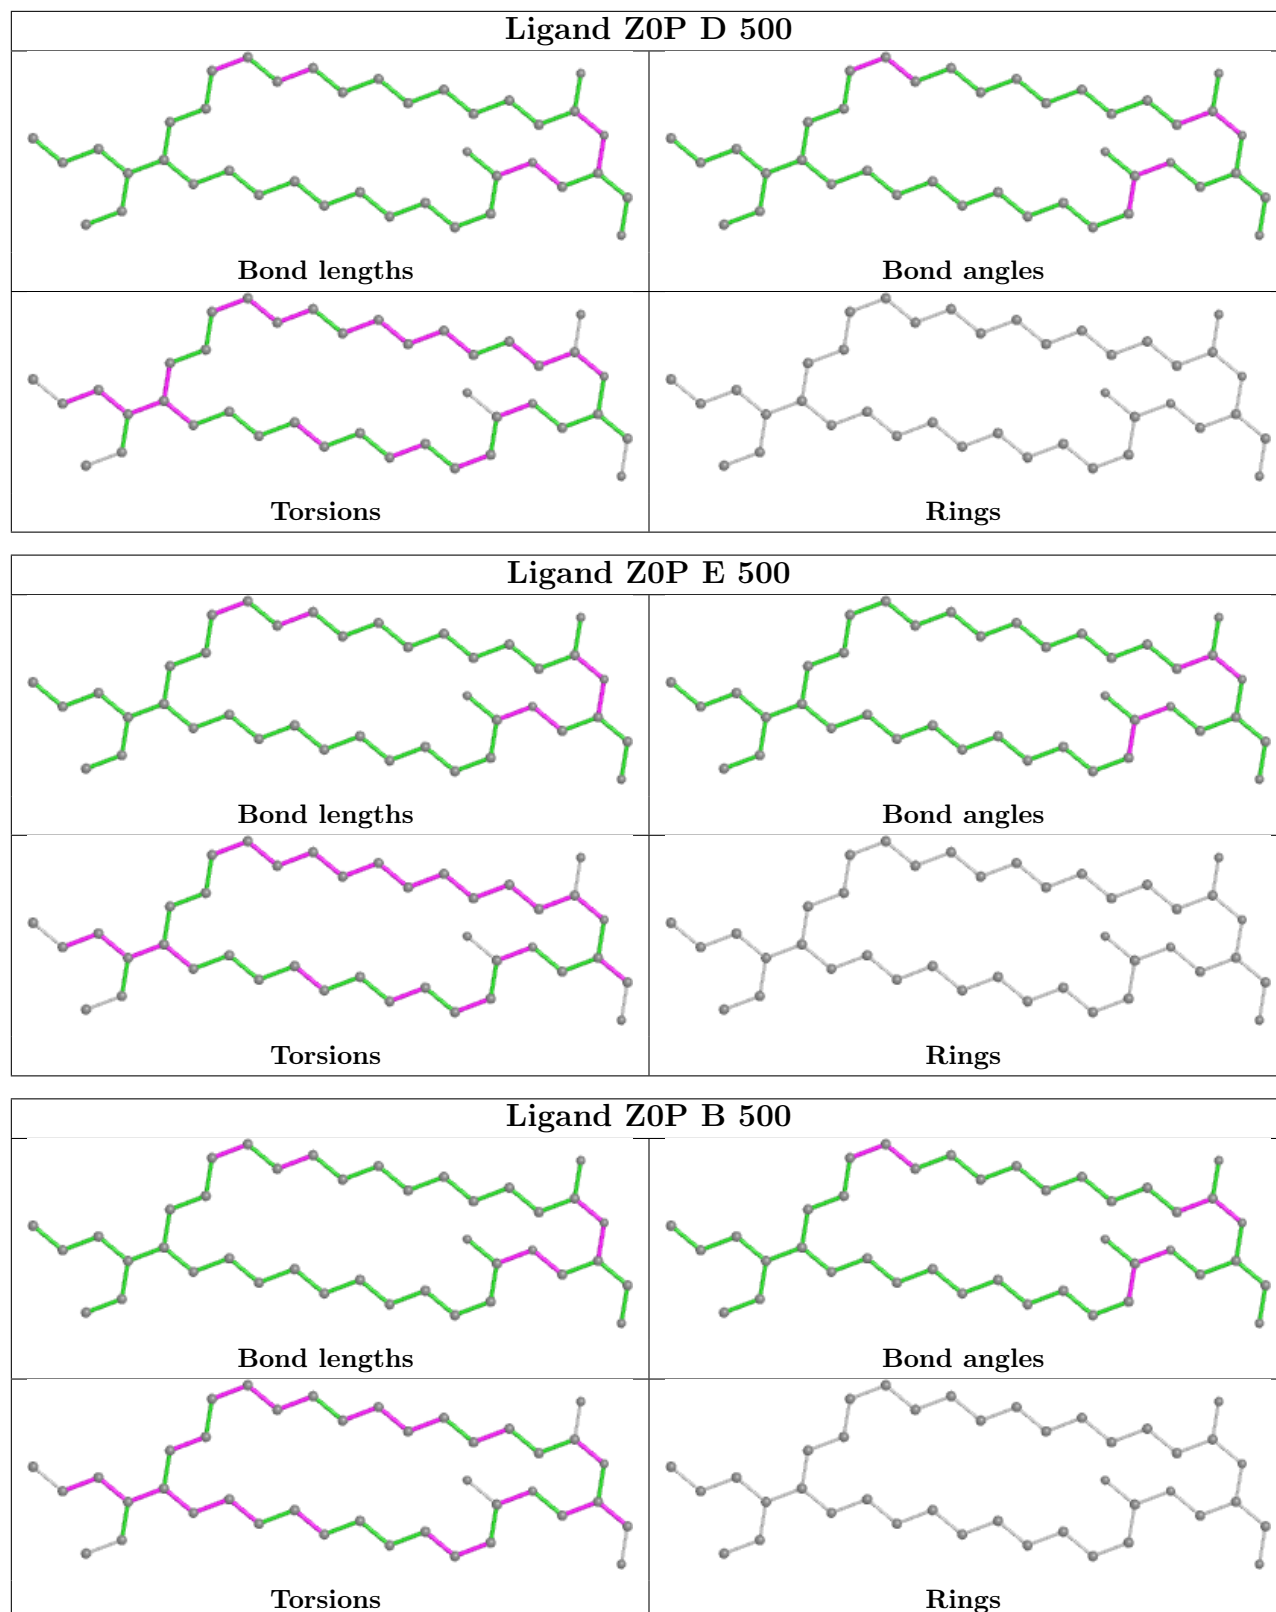 Ligand Z0P D 500
Bond lengths
Bond angles
Torsions
Rings
Ligand Z0P E 500
Bond lengths
Bond angles
Torsions
Rings
Ligand Z0P B 500
Bond lengths
Bond angles
Torsions
Rings